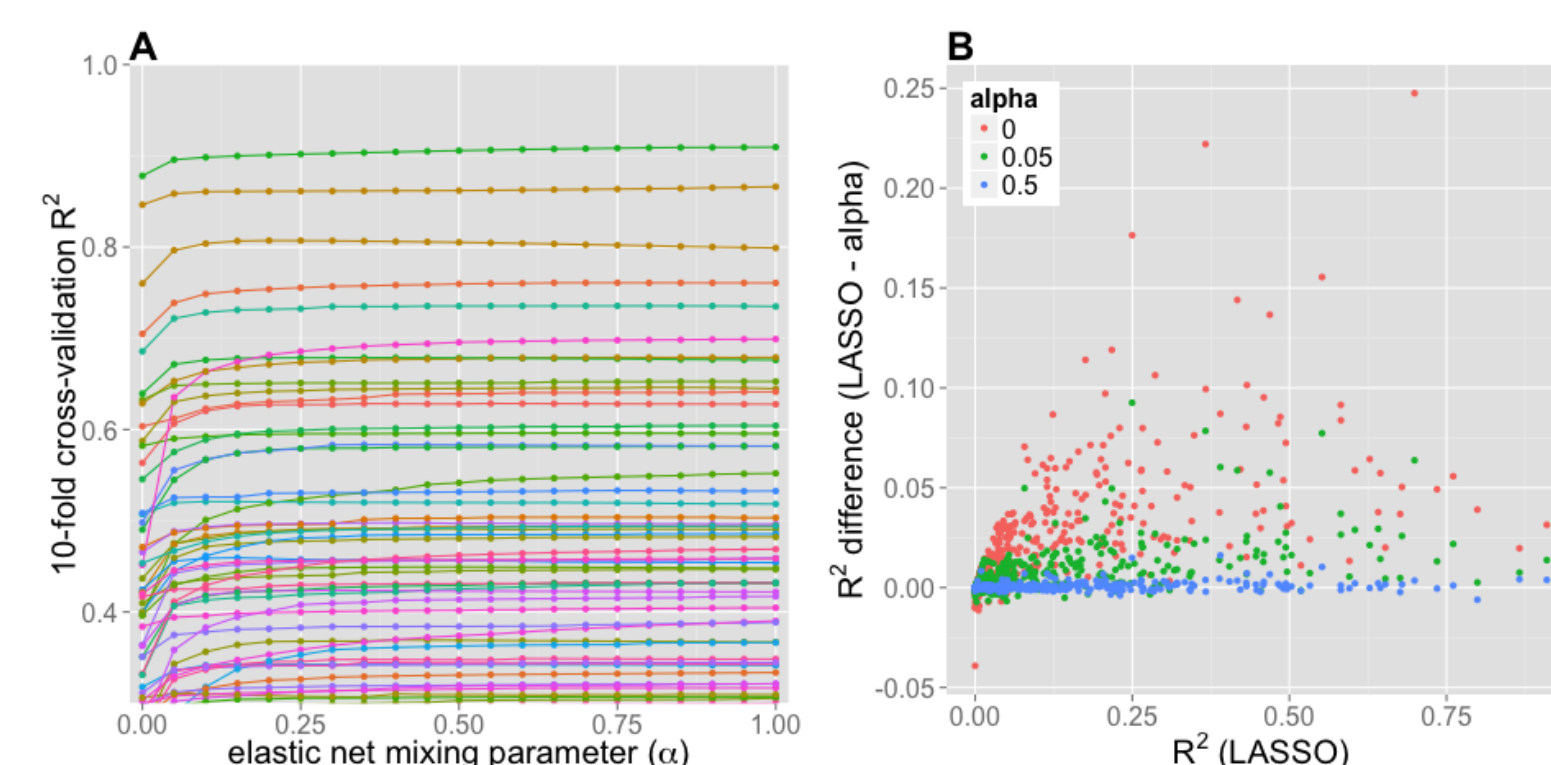 A
1.0
0.8
0.6
0.4
10-fold cross-validation R²
0.00 0.25 0.50 0.75 1.00
elastic net mixing parameter (α)
B
0.25
0.20
0.15
0.10
0.05
0.00
-0.05
R² difference (LASSO - alpha)
alpha
0
0.05
0.5
0.00 0.25 0.50 0.75
R² (LASSO)